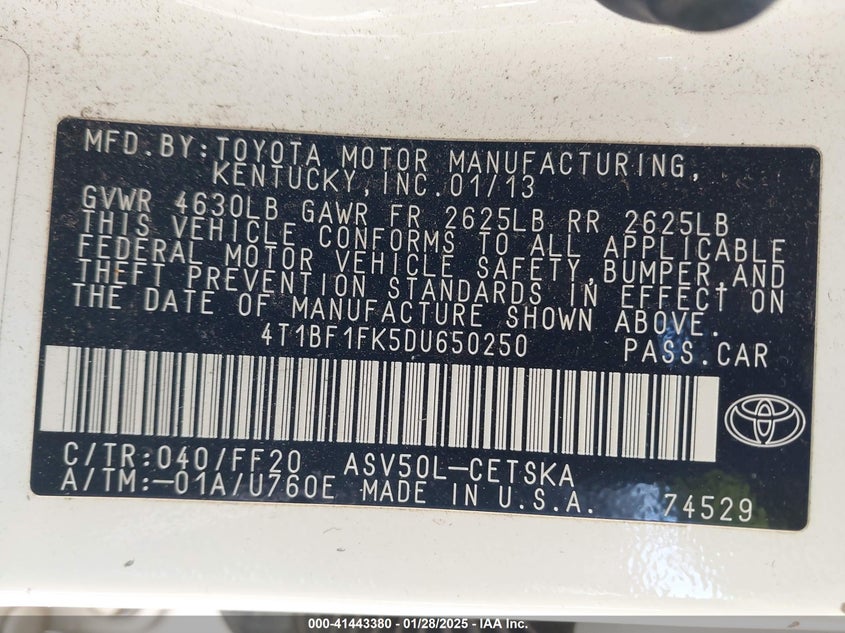 MFD.BY:TOYOTA MOTOR MANUFACTURING,
KENTUCKY,INC.01/13
GVWR 4630LB GAWR FR 2625LB RR 2625LB
THIS VEHICLE CONFORMS TO ALL APPLICABLE
FEDERAL MOTOR VEHICLE SAFETY,BUMPER,AND
THEFT PREVENTION STANDARDS IN EFFECT ON
THE DATE OF MANUFACTURE SHOWN ABOVE.
4T1BF1FK5DU650250 PASS.CAR
C/TR:040/FF20 ASV50L-CETSKA
A/TM:-01A/U760E MADE IN U.S.A. 74529
000-41443380 - 01/28/2025 - IAA Inc.